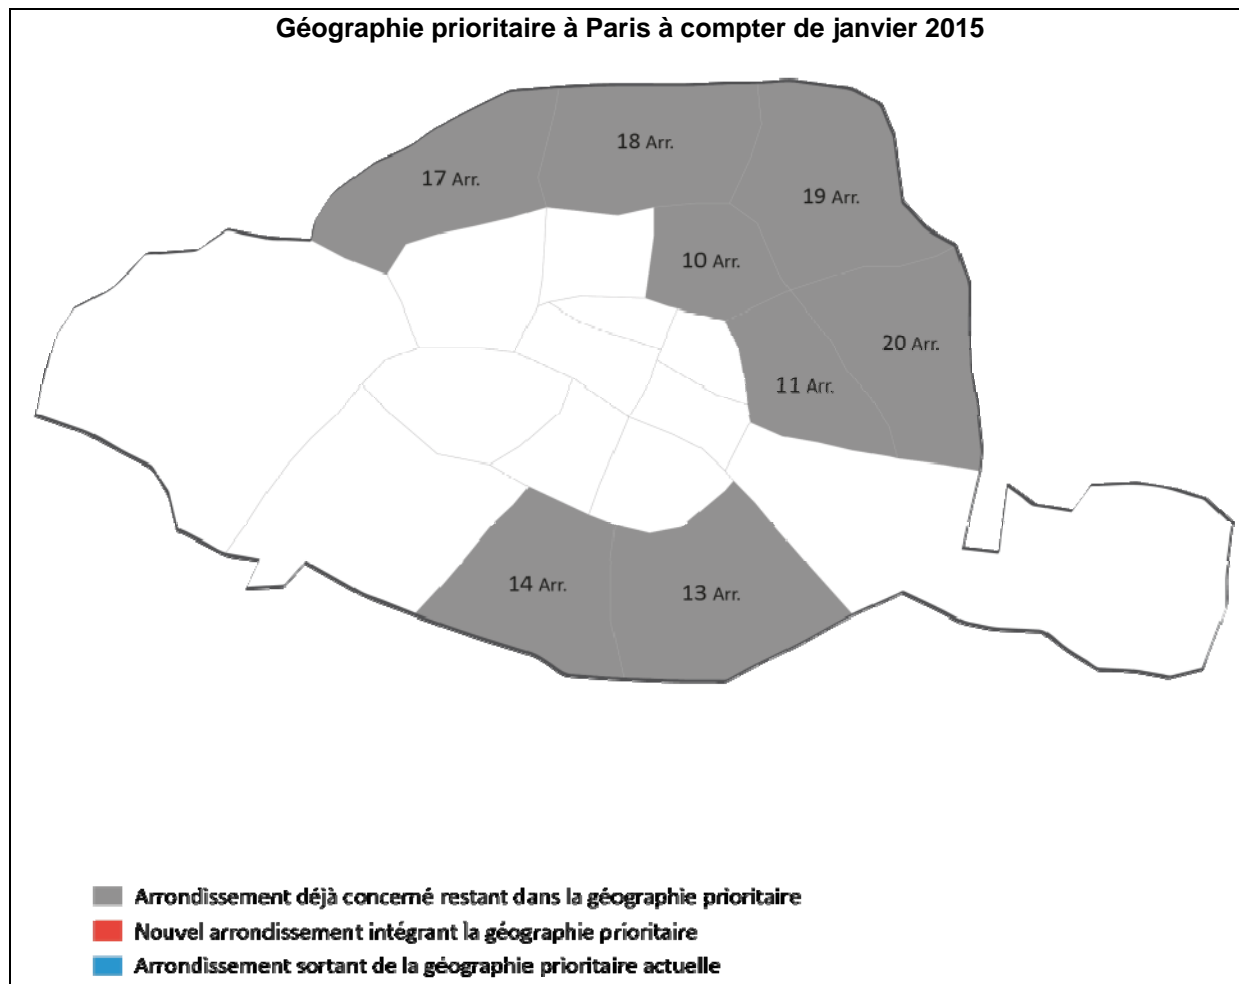 Géographie prioritaire à Paris à compter de janvier 2015
18 Arr.
17 Arr.
19 Arr.
10 Arr.
20 Arr.
11 Arr.
14 Arr.
13 Arr.
Arrondissement déjà concerné restant dans la géographie prioritaire
Nouvel arrondissement intégrant la géographie prioritaire
Arrondissement sortant de la géographie prioritaire actuelle